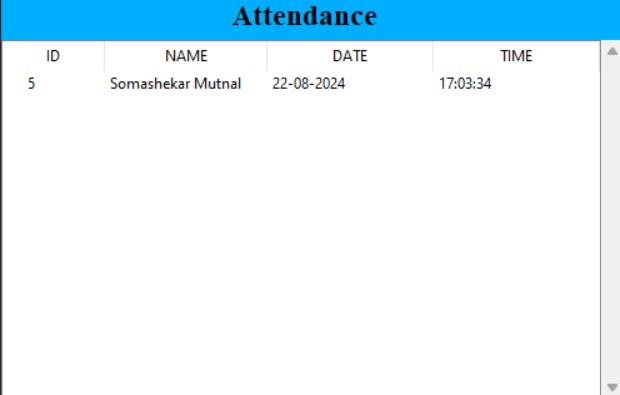 Attendance
ID NAME DATE TIME
5 Somashekar Mutnal 22-08-2024 17:03:34